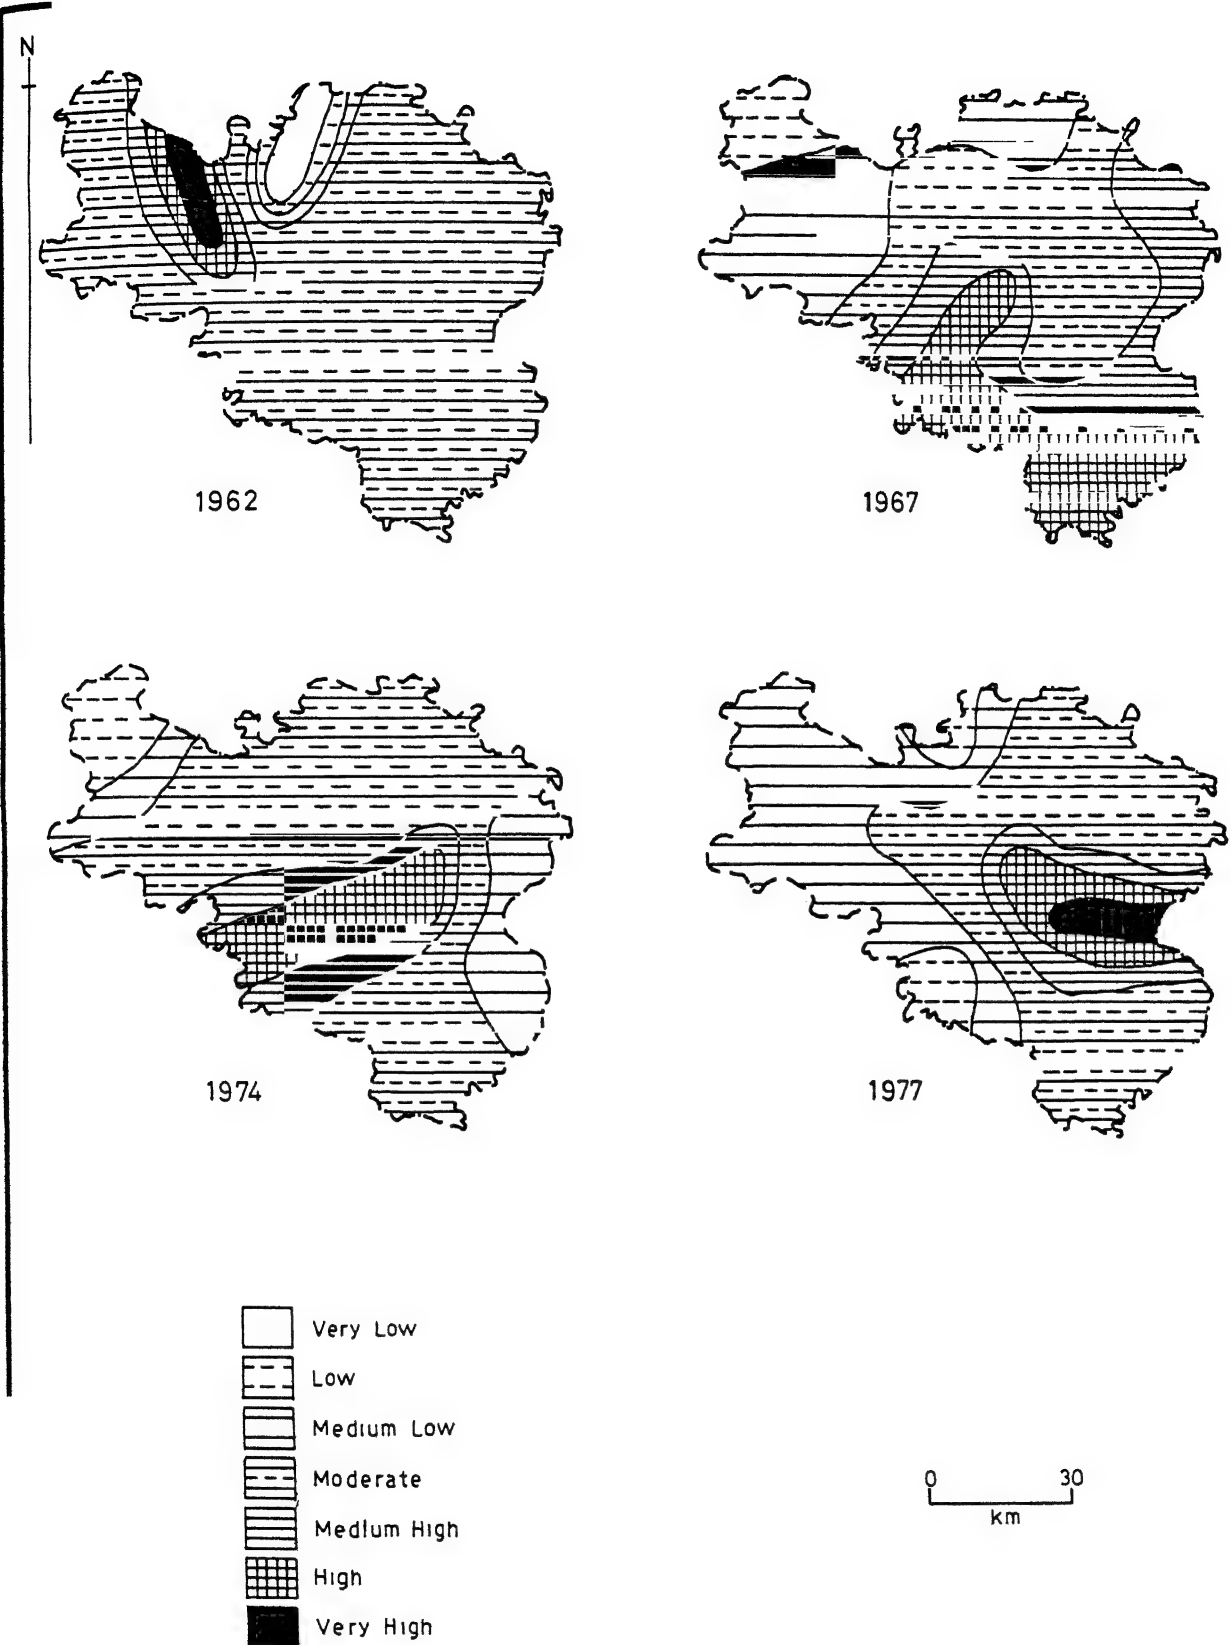 N
1962
1967
1974
1977
Very Low
Low
Medium Low
Moderate
Medium High
High
Very High
0 30
km